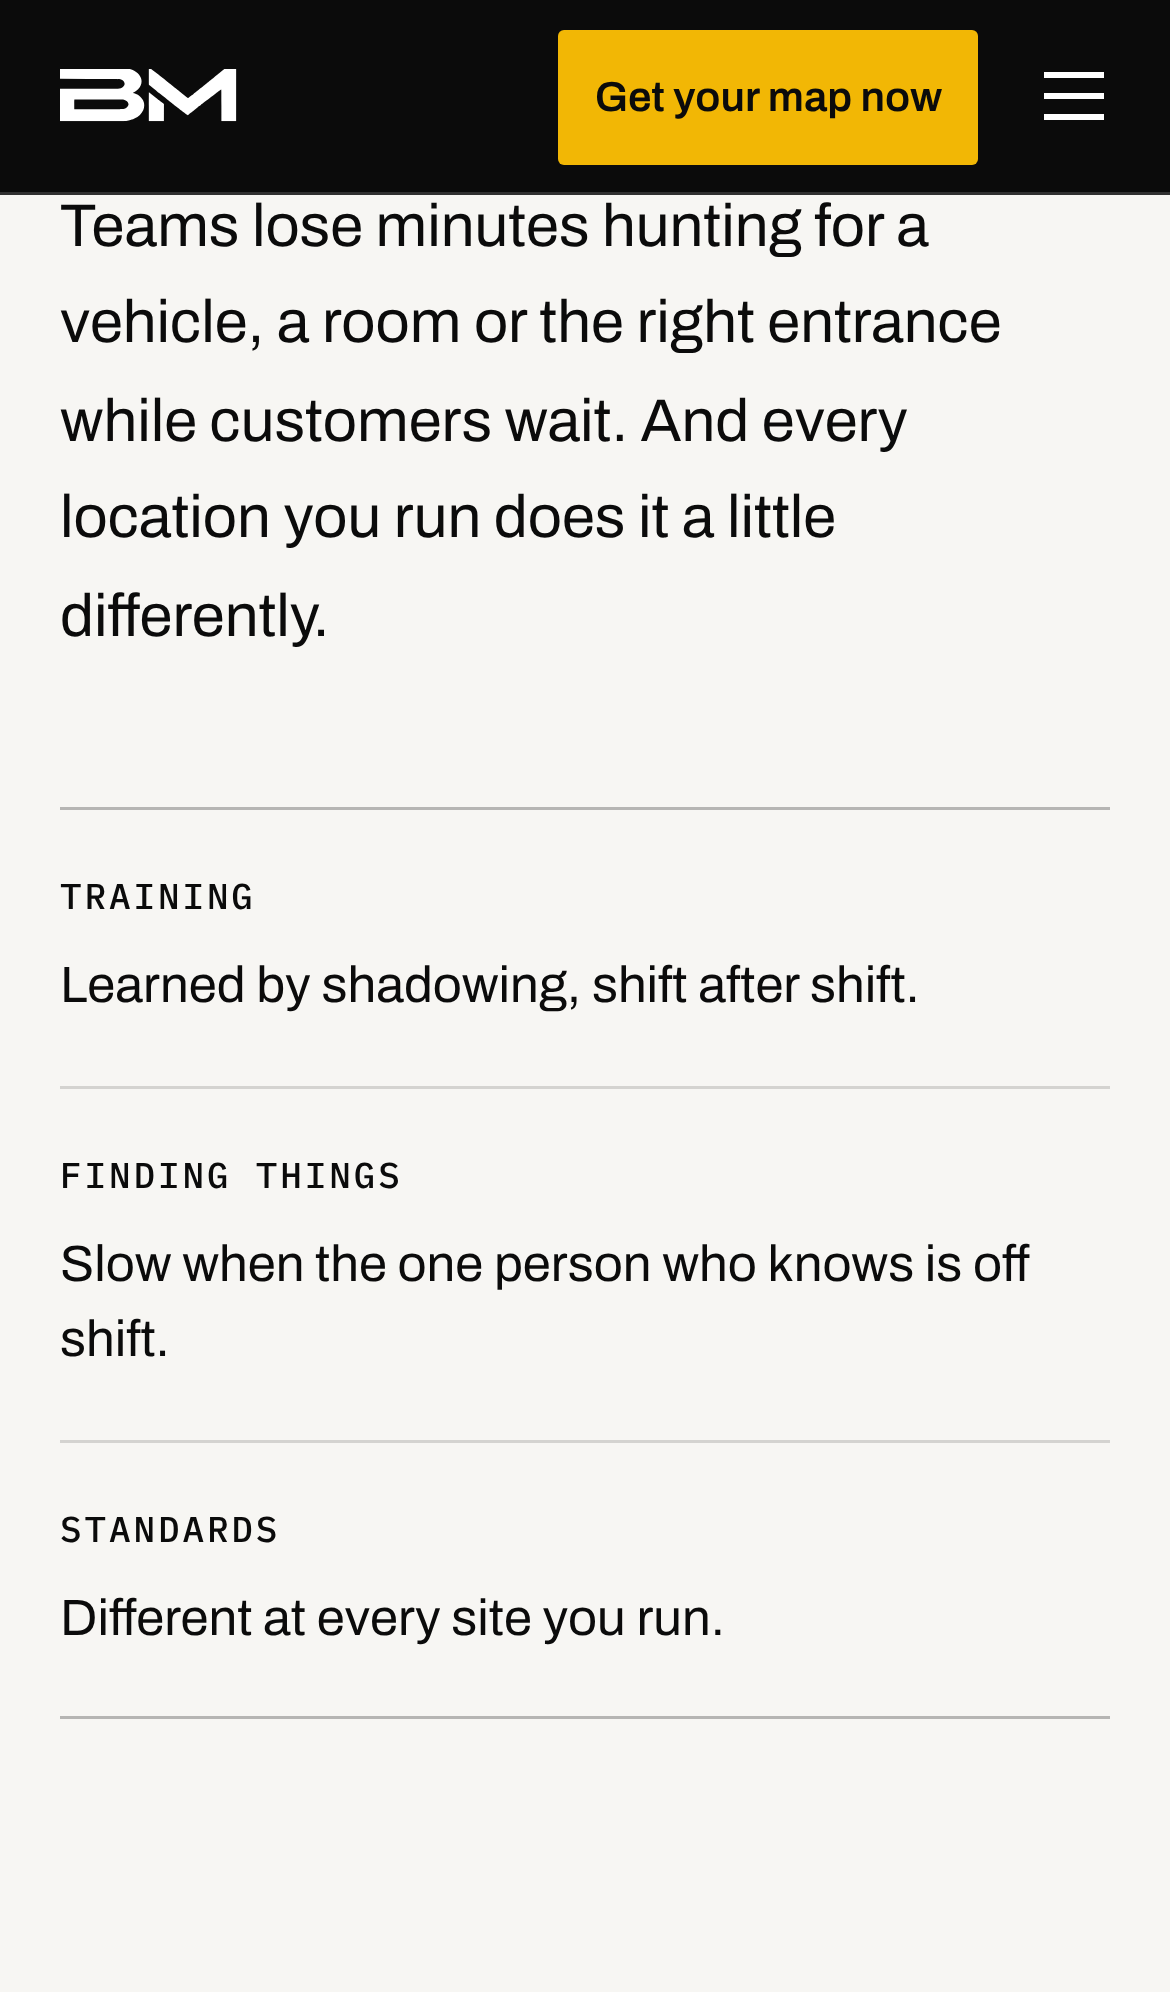 BM
Get your map now
Teams lose minutes hunting for a
vehicle, a room or the right entrance
while customers wait. And every
location you run does it a little
differently.
TRAINING
Learned by shadowing, shift after shift.
FINDING THINGS
Slow when the one person who knows is off
shift.
STANDARDS
Different at every site you run.